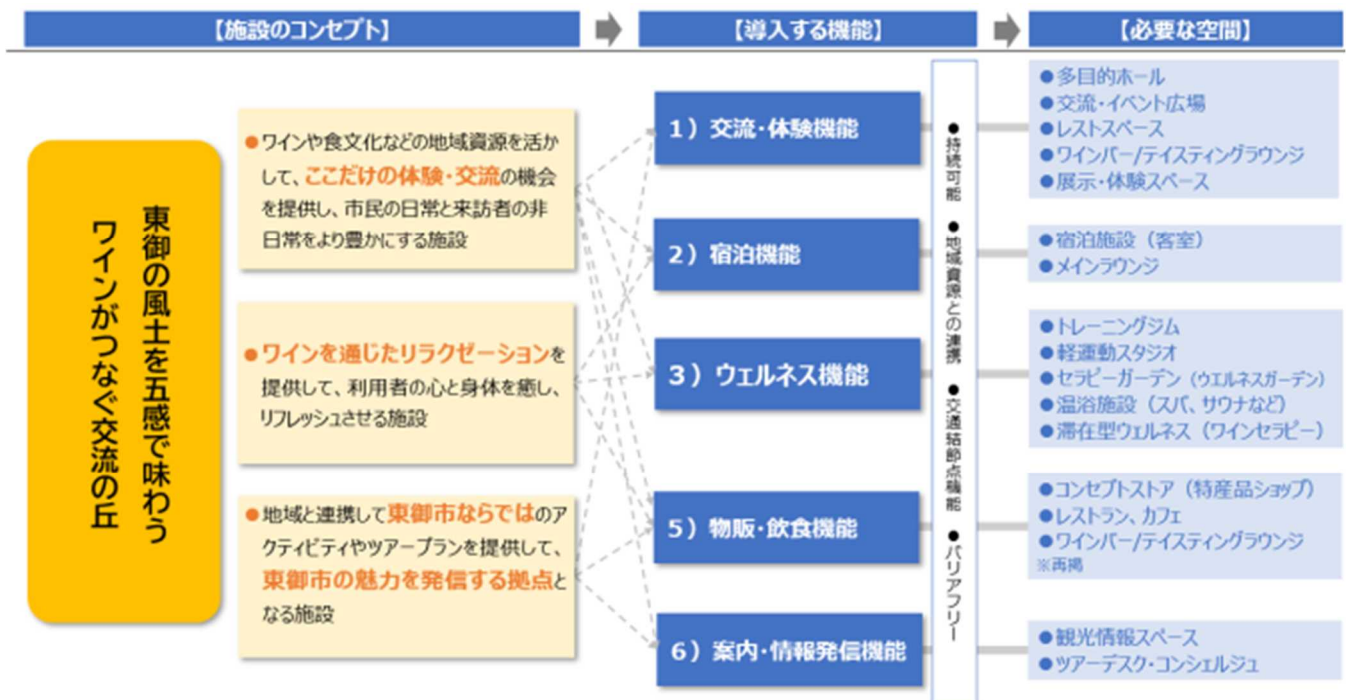 【施設のコンセプト】
【導入する機能】
【必要な空間】
東御の風土を五感で味わう
ワインがつなぐ交流の丘
●ワインや食文化などの地域資源を活か
して、ここだけの体験・交流の機会
を提供し、市民の日常と来訪者の非
日常をより豊かにする施設
●ワインを通じたリラクゼーションを
提供して、利用者の心と身体を癒し、
リフレッシュさせる施設
●地域と連携して東御市ならではのア
クティビティやツアープランを提供して、
東御市の魅力を発信する拠点と
なる施設
1）交流・体験機能
2）宿泊機能
3）ウェルネス機能
5）物販・飲食機能
6）案内・情報発信機能
●持続可能 ●地域資源との連携 ●交通結節点機能 ●バリアフリー
●多目的ホール
●交流・イベント広場
●レストスペース
●ワインバー/テイスティングラウンジ
●展示・体験スペース
●宿泊施設（客室）
●メインラウンジ
●トレーニングジム
●軽運動スタジオ
●セラピーガーデン（ウエルネスガーデン）
●温浴施設（スパ、サウナなど）
●滞在型ウェルネス（ワインセラピー）
●コンセプトストア（特産品ショップ）
●レストラン、カフェ
●ワインバー/テイスティングラウンジ
※再掲
●観光情報スペース
●ツアーデスク・コンシェルジュ